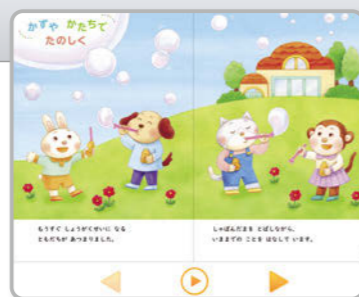 かずや かたちで
たのしく
もうすぐ しょうがくせいに なる
ともだちが あつまりました。
しゃぼんだまを とばしながら、
いままでの ことを はなして います。